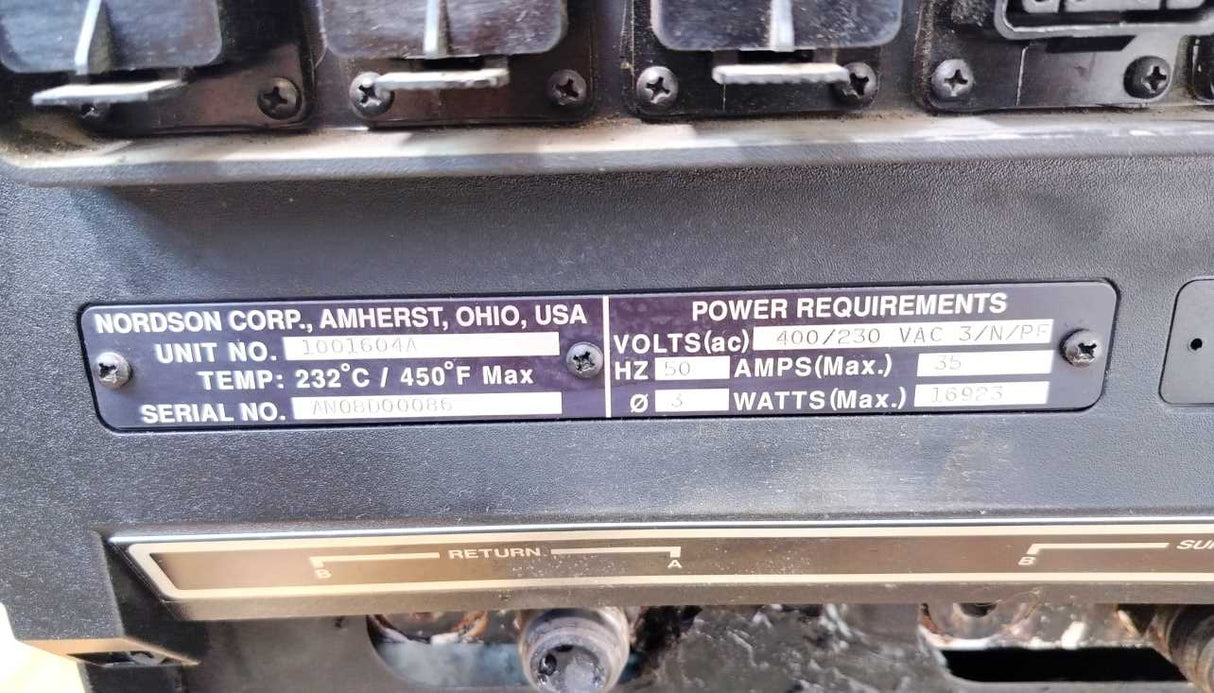 NORDSON CORP., AMHERST, OHIO, USA
UNIT NO. 1001604A
TEMP: 232°C / 450°F Max
SERIAL NO. AN08D00086
POWER REQUIREMENTS
VOLTS(ac) 400/230 VAC 3/N/PE
HZ 50 AMPS(Max.) 35
Ø 3 WATTS(Max.) 16923
RETURN
B A B